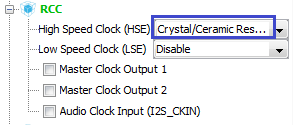 RCC
High Speed Clock (HSE) Crystal/Ceramic Res...
Low Speed Clock (LSE) Disable
Master Clock Output 1
Master Clock Output 2
Audio Clock Input (I2S_CKIN)